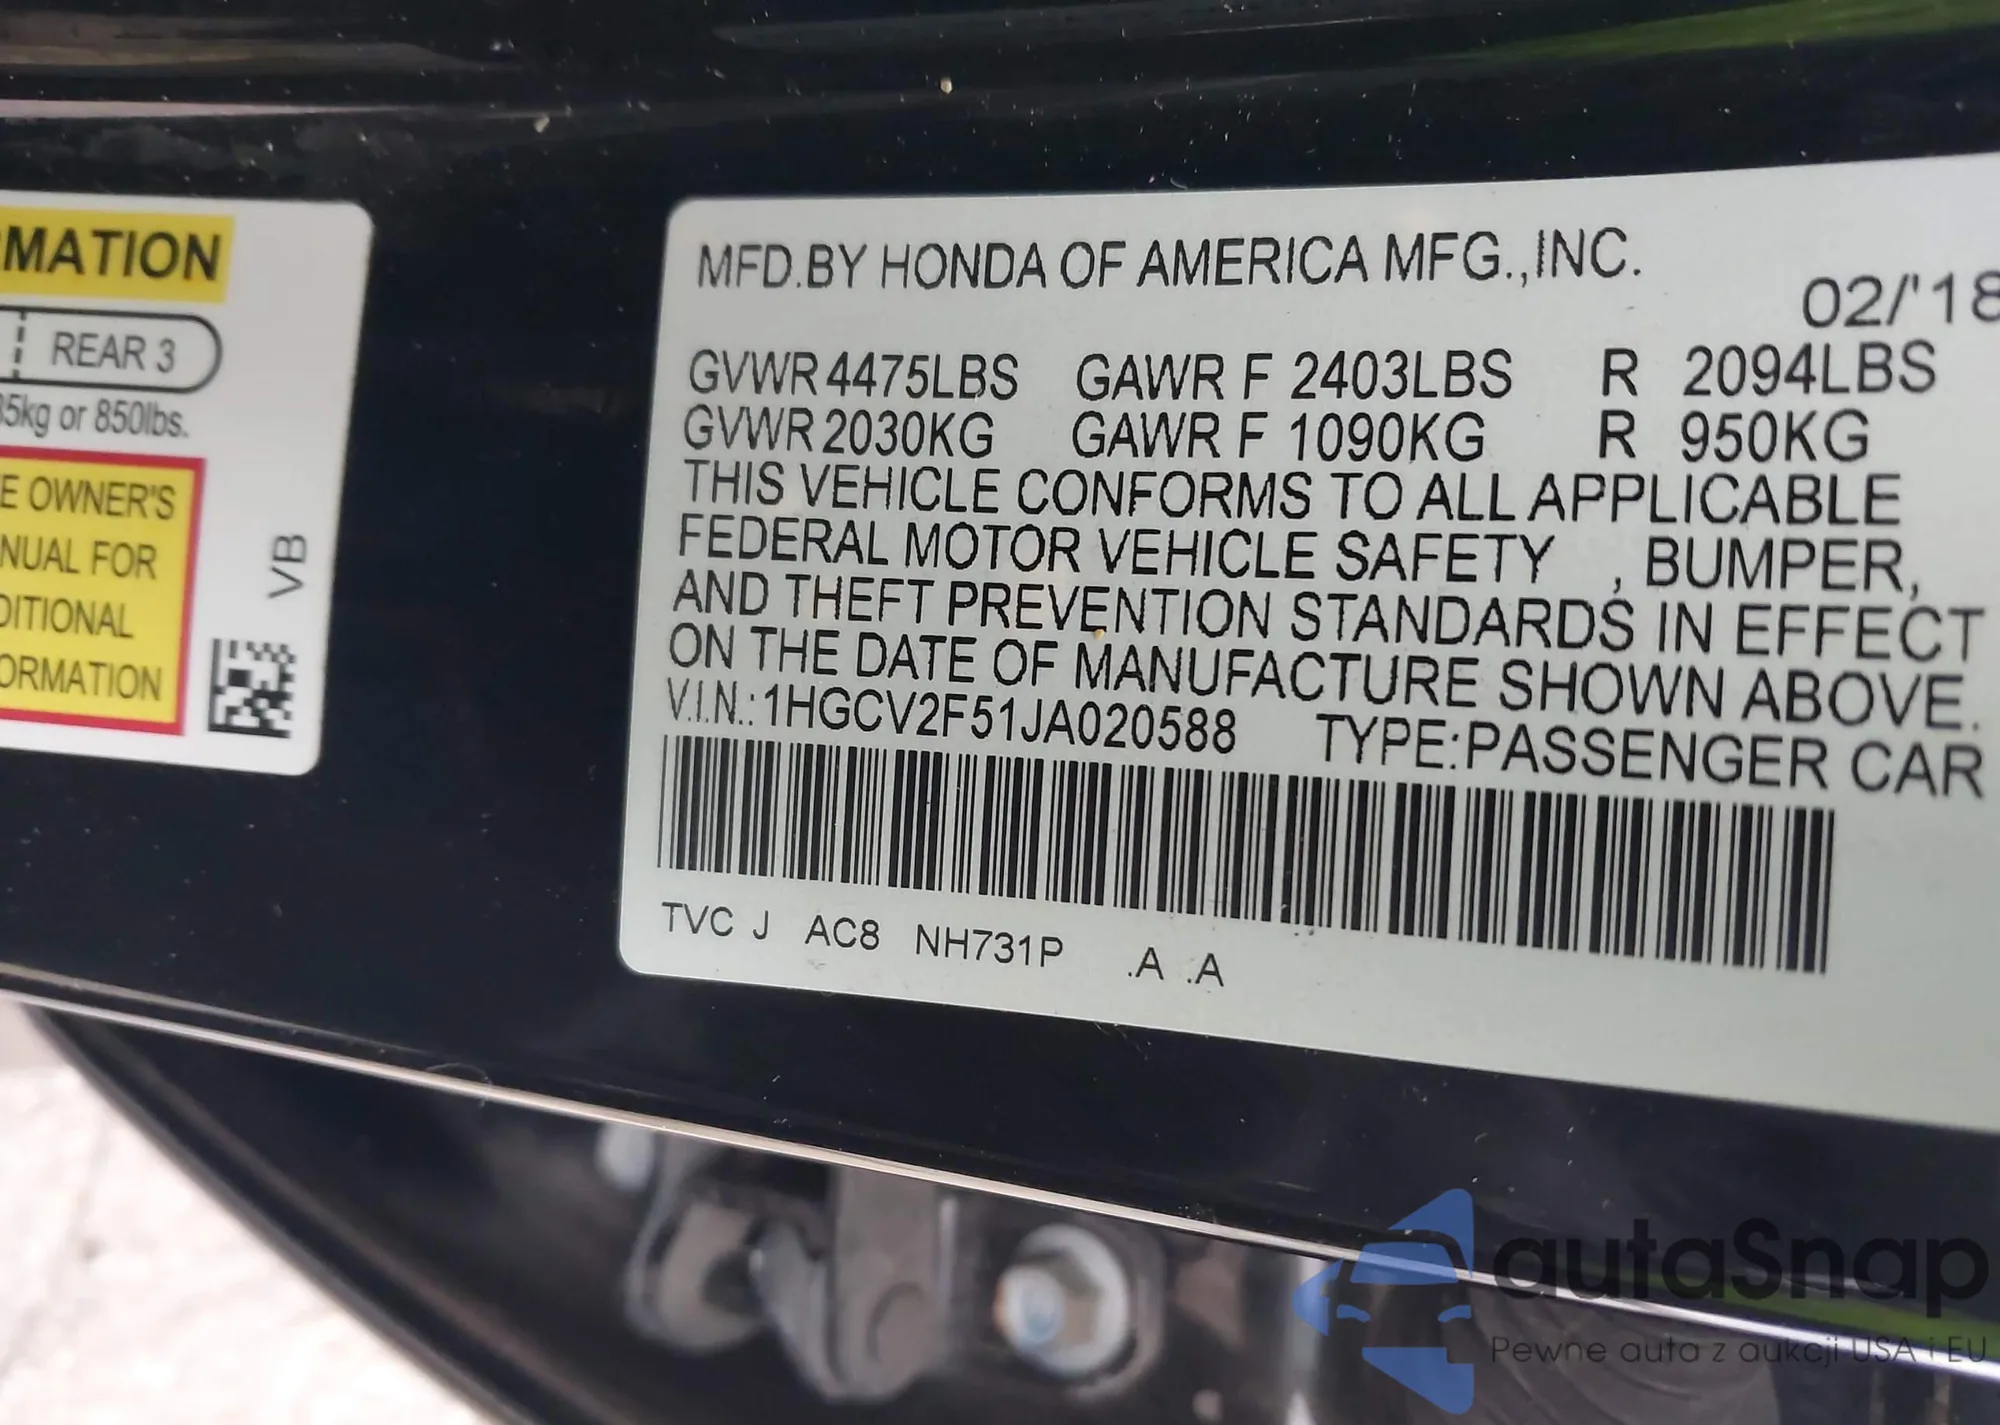 RMATION
REAR 3
35kg or 850lbs.
E OWNER'S
NUAL FOR
DITIONAL
ORMATION
VB
MFD.BY HONDA OF AMERICA MFG.,INC.
02/'18
GVWR 4475LBS GAWR F 2403LBS R 2094LBS
GVWR 2030KG GAWR F 1090KG R 950KG
THIS VEHICLE CONFORMS TO ALL APPLICABLE
FEDERAL MOTOR VEHICLE SAFETY , BUMPER,
AND THEFT PREVENTION STANDARDS IN EFFECT
ON THE DATE OF MANUFACTURE SHOWN ABOVE.
V.I.N.: 1HGCV2F51JA020588 TYPE:PASSENGER CAR
TVC J AC8 NH731P .A .A
autaSnap
Pewne auta z aukcji USA i EU